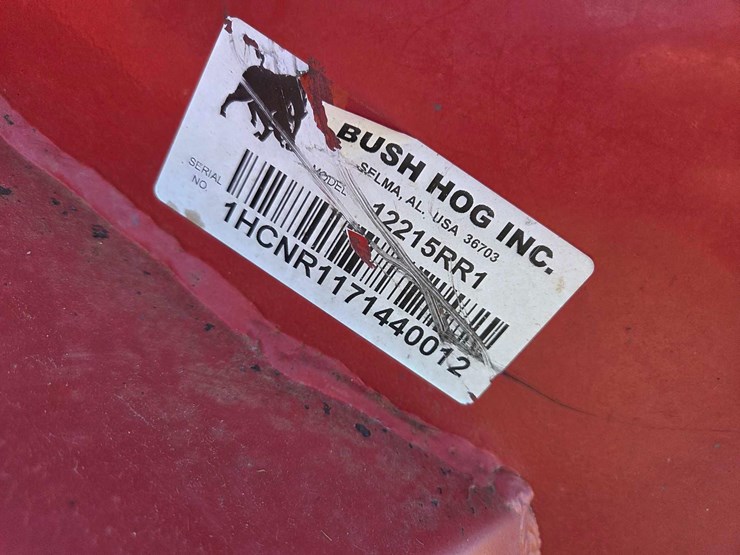 BUSH HOG INC.
SELMA, AL. USA 36703
MODEL 12215RR1
SERIAL
NO.
1HCNR1171440012